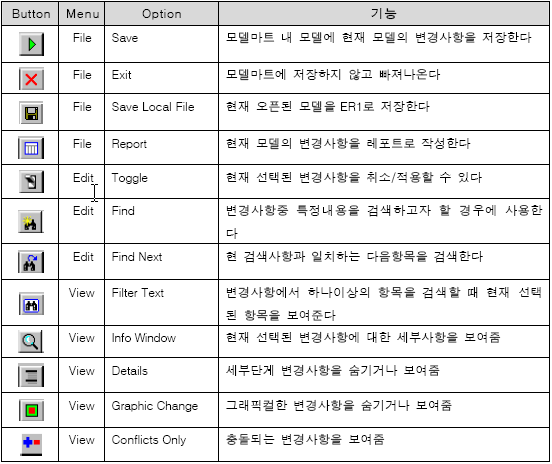 Button Menu Option 기능
File Save 모델마트 내 모델에 현재 모델의 변경사항을 저장한다
File Exit 모델마트에 저장하지 않고 빠져나온다
File Save Local File 현재 오픈된 모델을 ER1로 저장한다
File Report 현재 모델의 변경사항을 레포트로 작성한다
Edit Toggle 현재 선택된 변경사항을 취소/적용할 수 있다
Edit Find 변경사항중 특정내용을 검색하고자 할 경우에 사용한
다
Edit Find Next 현 검색사항과 일치하는 다음항목을 검색한다
View Filter Text 변경사항에서 하나이상의 항목을 검색할 때 현재 선택
된 항목을 보여준다
View Info Window 현재 선택된 변경사항에 대한 세부사항을 보여줌
View Details 세부단게 변경사항을 숨기거나 보여줌
View Graphic Change 그래픽컬한 변경사항을 숨기거나 보여줌
View Conflicts Only 충돌되는 변경사항을 보여줌